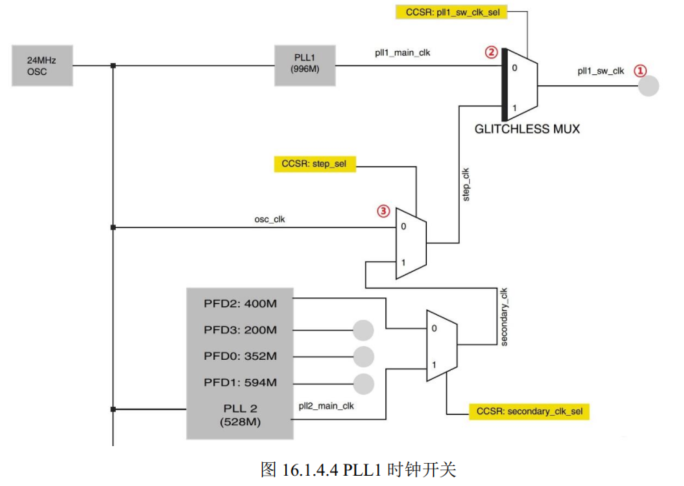 CCSR: pll1_sw_clk_sel
24MHz
OSC
PLL1
(996M)
pll1_main_clk
②
0
1
pll1_sw_clk
①
GLITCHLESS MUX
CCSR: step_sel
step_clk
osc_clk
③
0
1
secondary_clk
PFD2: 400M
PFD3: 200M
PFD0: 352M
PFD1: 594M
PLL 2
(528M)
pll2_main_clk
0
1
CCSR: secondary_clk_sel
图 16.1.4.4 PLL1 时钟开关